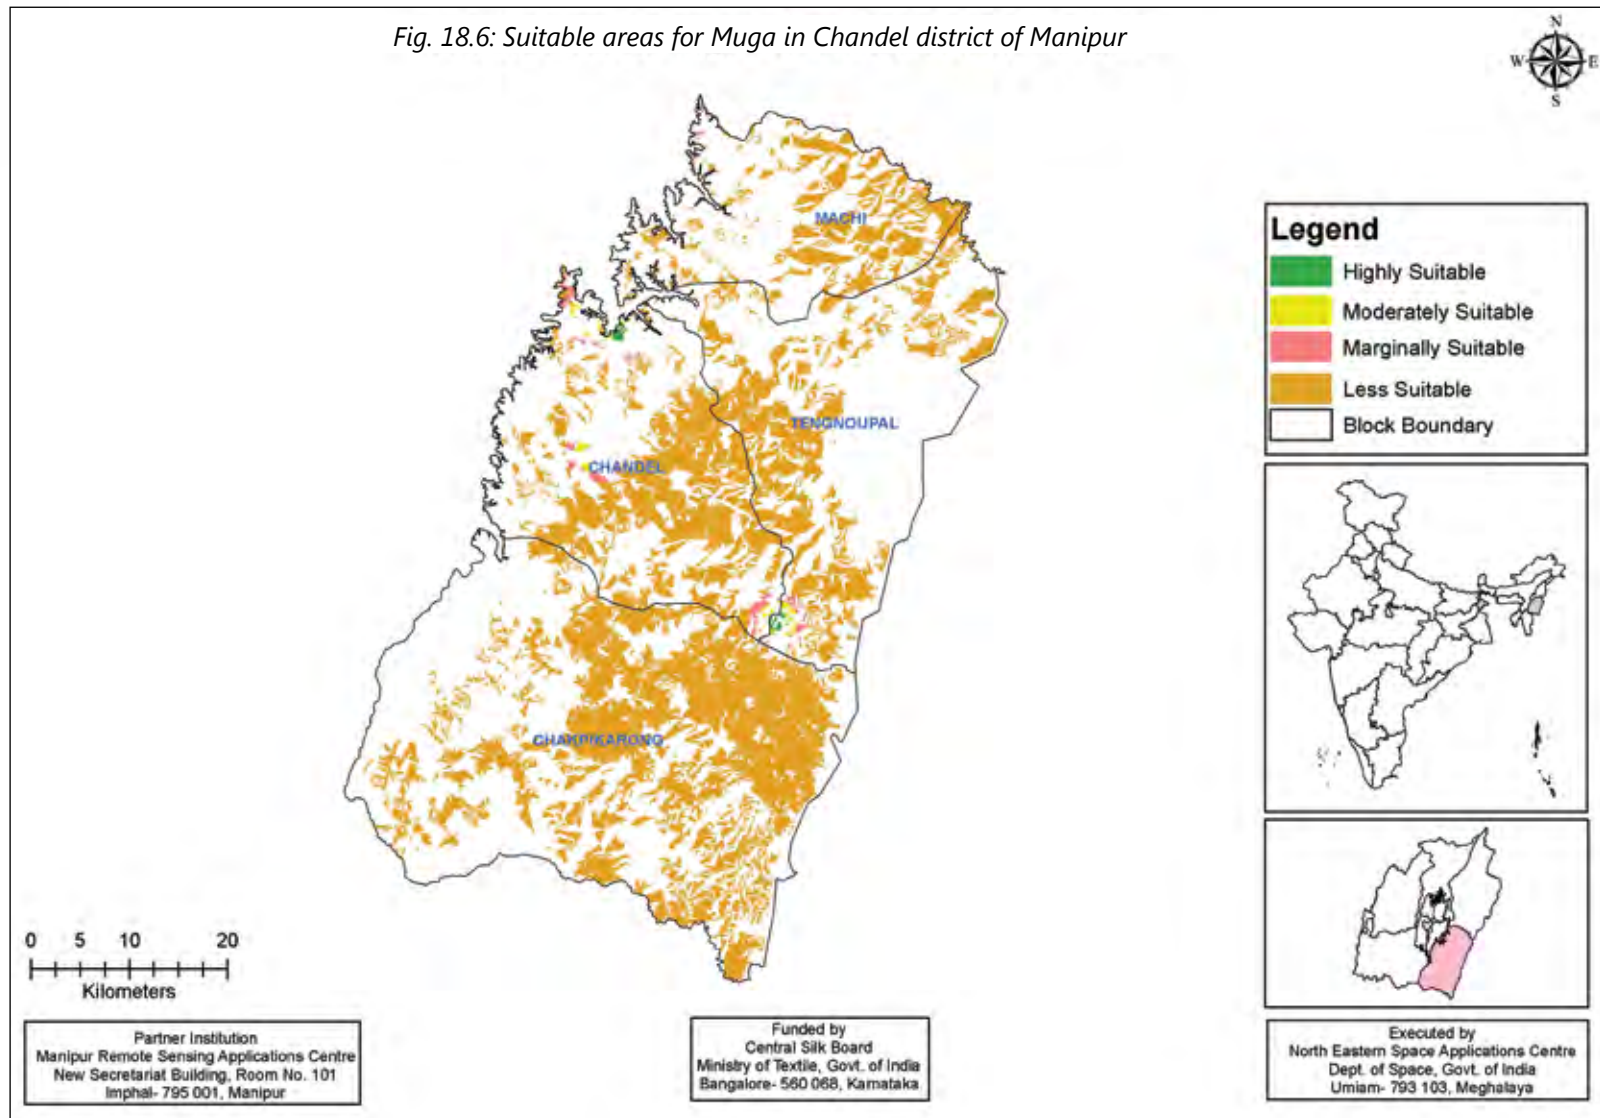 Fig. 18.6: Suitable areas for Muga in Chandel district of Manipur
N
W
E
S
MACHI
TENGNOUPAL
CHANDEL
CHAKPIKARONG
Legend
Highly Suitable
Moderately Suitable
Marginally Suitable
Less Suitable
Block Boundary
0 5 10 20
Kilometers
Partner Institution
Manipur Remote Sensing Applications Centre
New Secretariat Building, Room No. 101
Imphal- 795 001, Manipur
Funded by
Central Silk Board
Ministry of Textile, Govt. of India
Bangalore- 560 068, Karnataka
Executed by
North Eastern Space Applications Centre
Dept. of Space, Govt. of India
Umiam- 793 103, Meghalaya